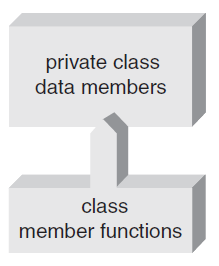 private class
data members
class
member functions